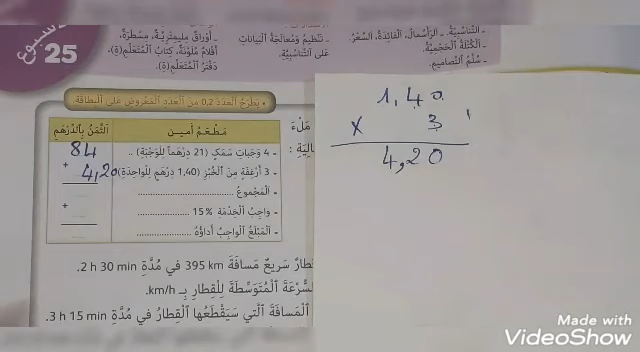 - التناسبية. - الرأسمال، الفائدة، السعر.
- الكتلة الحجمية.
- سلم التصاميم.
- تنظيم ومعالجة البيانات
على التناسبية.
- أوراق مليمترية، مسطرة،
أقلام ملونة، كتاب المتعلم(ة)،
دفتر المتعلم(ة).
25
• يطرح العدد 0,2 من العدد المعروض على البطاقة.
ملء
مطعم أميـن
الثمن بالدرهم
- 4 وجبات سمك (21 درهماً للوجبة) ..
84
+
- 3 أرغفة من الخبز (1,40 درهم للواحدة)
4,20
- المجموع
+
- واجب الخدمة 15%
- المبلغ الواجب أداؤه
قطار سريع مسافة 395 km في مدة 2 h 30 min.
السرعة المتوسطة للقطار بـ km/h.
المسافة التي سيقطعها القطار في مدة 3 h 15 min.
1,40
x 3
4,20
Made with
VideoShow